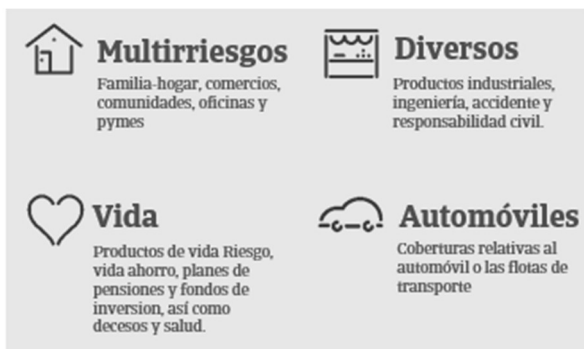 Multirriesgos
Familia-hogar, comercios,
comunidades, oficinas y
pymes
Diversos
Productos industriales,
ingeniería, accidente y
responsabilidad civil.
Vida
Productos de vida Riesgo,
vida ahorro, planes de
pensiones y fondos de
inversion, así como
decesos y salud.
Automóviles
Coberturas relativas al
automóvil o las flotas de
transporte